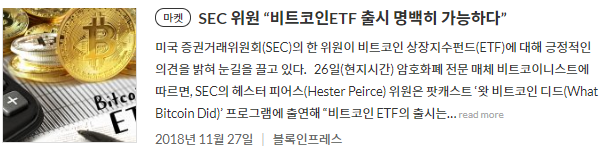 마켓 SEC 위원 “비트코인ETF 출시 명백히 가능하다”
미국 증권거래위원회(SEC)의 한 위원이 비트코인 상장지수펀드(ETF)에 대해 긍정적인
의견을 밝혀 눈길을 끌고 있다. 26일(현지시간) 암호화폐 전문 매체 비트코이니스트에
따르면, SEC의 헤스터 피어스(Hester Peirce) 위원은 팟캐스트 ‘왓 비트코인 디드(What
Bitcoin Did)’ 프로그램에 출연해 “비트코인 ETF의 출시는... read more
2018년 11월 27일 | 블록인프레스
Bitco
ET